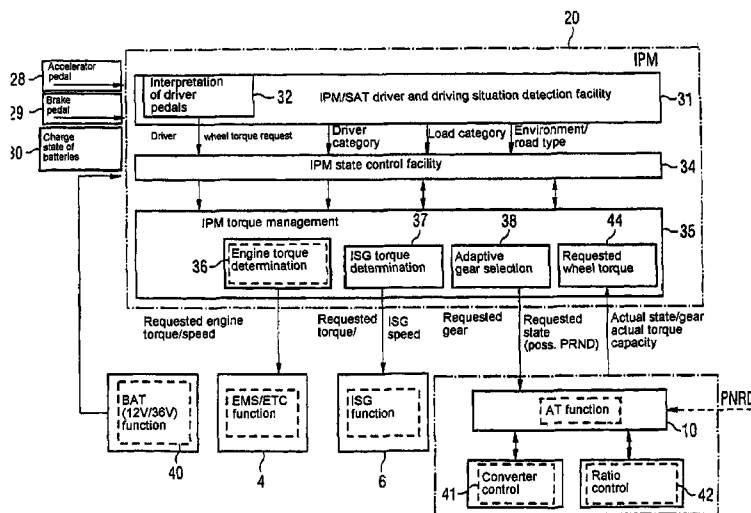 20
IPM
28
Accelerator
pedal
Interpretation
of driver
pedals
32
IPM/SAT driver and driving situation detection facility
31
29
Brake
pedal
30
Charge
state of
batteries
Driver
wheel torque request
Driver
category
Load category
Environment/
road type
IPM state control facility
34
IPM torque management
37
38
44
35
36
Engine torque
determination
ISG torque
determination
Adaptive
gear selection
Requested
wheel torque
Requested engine
torque/speed
Requested
torque/
ISG
speed
Requested
gear
Requested
state
(poss. PRND)
Actual state/gear
actual torque
capacity
BAT
(12V/36V)
function
EMS/ETC
function
ISG
function
AT function
PNRD
40
4
6
10
41
Converter
control
Ratio
control
42